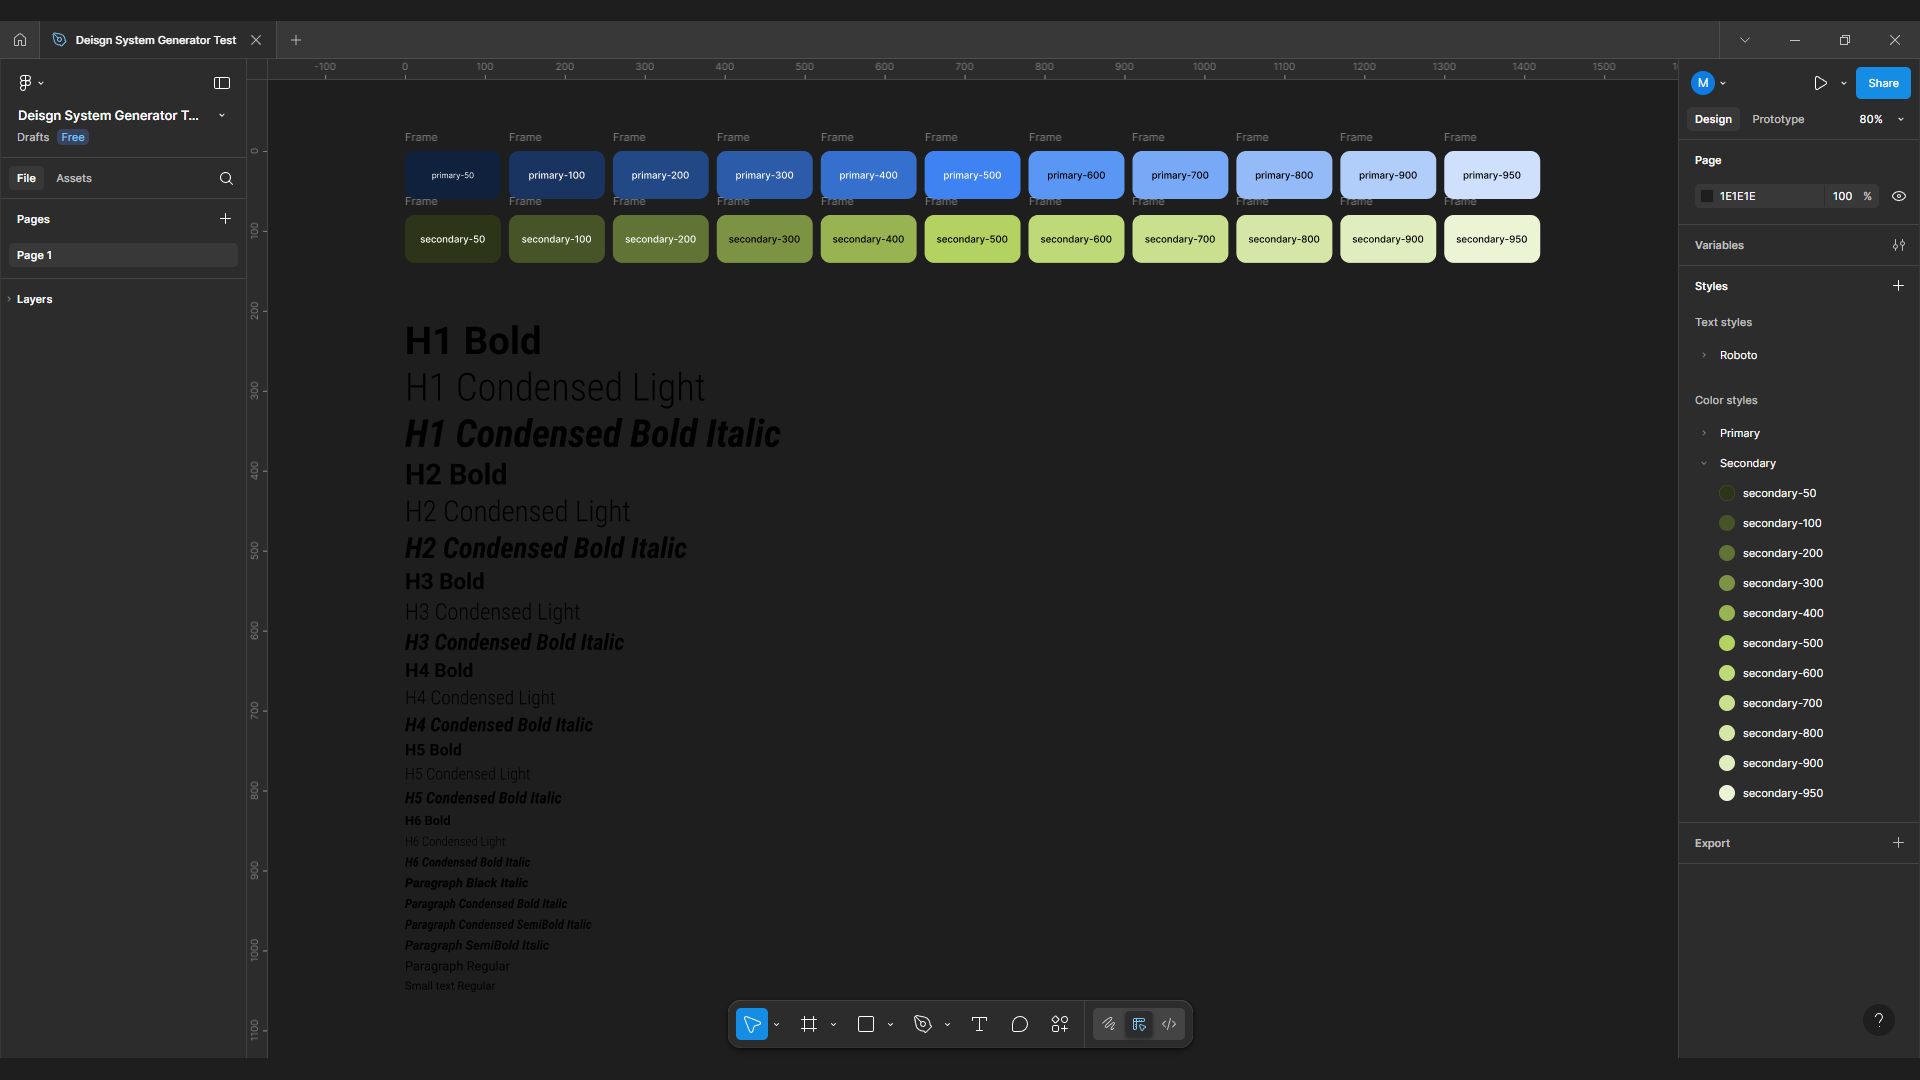 Deisgn System Generator Test
-100 0 100 200 300 400 500 600 700 800 900 1000 1100 1200 1300 1400 1500
M
Share
Deisgn System Generator T...
Drafts Free
Design Prototype 80%
File Assets
Page
1E1E1E 100 %
Pages
Page 1
Layers
Variables
Styles
Text styles
Roboto
Color styles
Primary
Secondary
secondary-50
secondary-100
secondary-200
secondary-300
secondary-400
secondary-500
secondary-600
secondary-700
secondary-800
secondary-900
secondary-950
Export
0
100
200
300
400
500
600
700
800
900
1000
1100
Frame Frame Frame Frame Frame Frame Frame Frame Frame Frame Frame
primary-50 primary-100 primary-200 primary-300 primary-400 primary-500 primary-600 primary-700 primary-800 primary-900 primary-950
Frame Frame Frame Frame Frame Frame Frame Frame Frame Frame Frame
secondary-50 secondary-100 secondary-200 secondary-300 secondary-400 secondary-500 secondary-600 secondary-700 secondary-800 secondary-900 secondary-950
H1 Bold
H1 Condensed Light
H1 Condensed Bold Italic
H2 Bold
H2 Condensed Light
H2 Condensed Bold Italic
H3 Bold
H3 Condensed Light
H3 Condensed Bold Italic
H4 Bold
H4 Condensed Light
H4 Condensed Bold Italic
H5 Bold
H5 Condensed Light
H5 Condensed Bold Italic
H6 Bold
H6 Condensed Light
H6 Condensed Bold Italic
Paragraph Black Italic
Paragraph Condensed Bold Italic
Paragraph Condensed SemiBold Italic
Paragraph SemiBold Italic
Paragraph Regular
Small text Regular
?